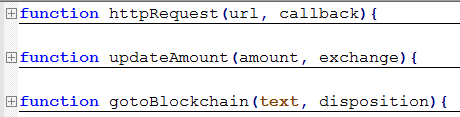 function httpRequest(url, callback){
function updateAmount(amount, exchange){
function gotoBlockchain(text, disposition){